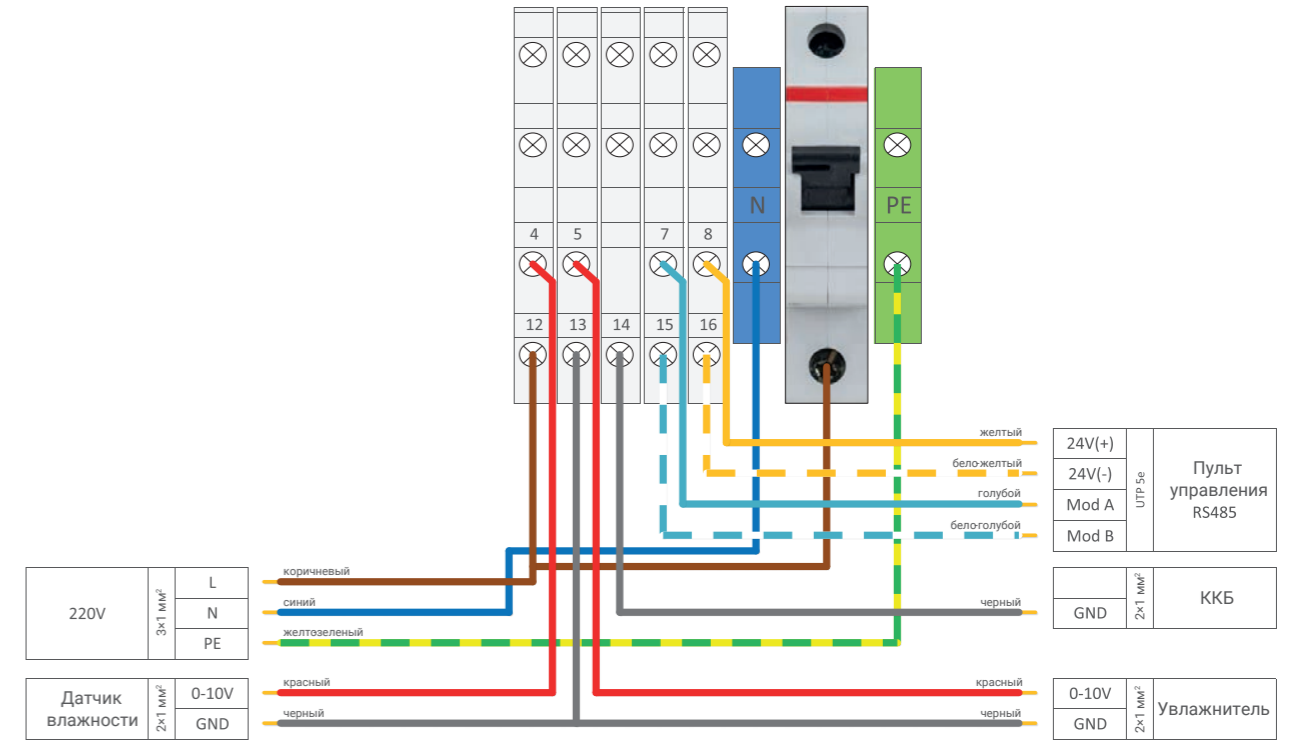 N
PE
4
5
7
8
12
13
14
15
16
желтый
24V(+)
бело-желтый
24V(-)
голубой
Mod A
бело-голубой
Mod B
UTP 5e
Пульт
управления
RS485
220V
3×1 мм²
L
коричневый
N
синий
PE
желтозеленый
черный
GND
2×1 мм²
ККБ
Датчик
влажности
2×1 мм²
0-10V
красный
GND
черный
красный
0-10V
черный
GND
2×1 мм²
Увлажнитель